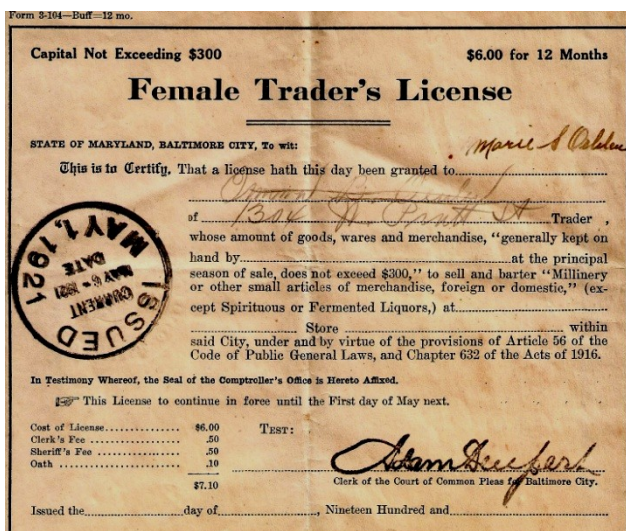 Form 3-104—Buff—12 mo.
Capital Not Exceeding $300 $6.00 for 12 Months
Female Trader's License
STATE OF MARYLAND, BALTIMORE CITY, To wit:
Marie S
This is to Certify, That a license hath this day been granted to
of 1304 W. Pratt St Trader ,
whose amount of goods, wares and merchandise, "generally kept on
hand by at the principal
season of sale, does not exceed $300," to sell and barter "Millinery
or other small articles of merchandise, foreign or domestic," (ex-
cept Spirituous or Fermented Liquors,) at
Store within
said City, under and by virtue of the provisions of Article 56 of the
Code of Public General Laws, and Chapter 632 of the Acts of 1916.
ISSUED MAY 1, 1921
CURRENT
MAY 6 - 1921
DATE
In Testimony Whereof, the Seal of the Comptroller's Office is Hereto Affixed.
This License to continue in force until the First day of May next.
Cost of License $6.00 TEST:
Clerk's Fee .50
Sheriff's Fee .50
Oath .10
$7.10
Clerk of the Court of Common Pleas for Baltimore City.
Issued the day of , Nineteen Hundred and